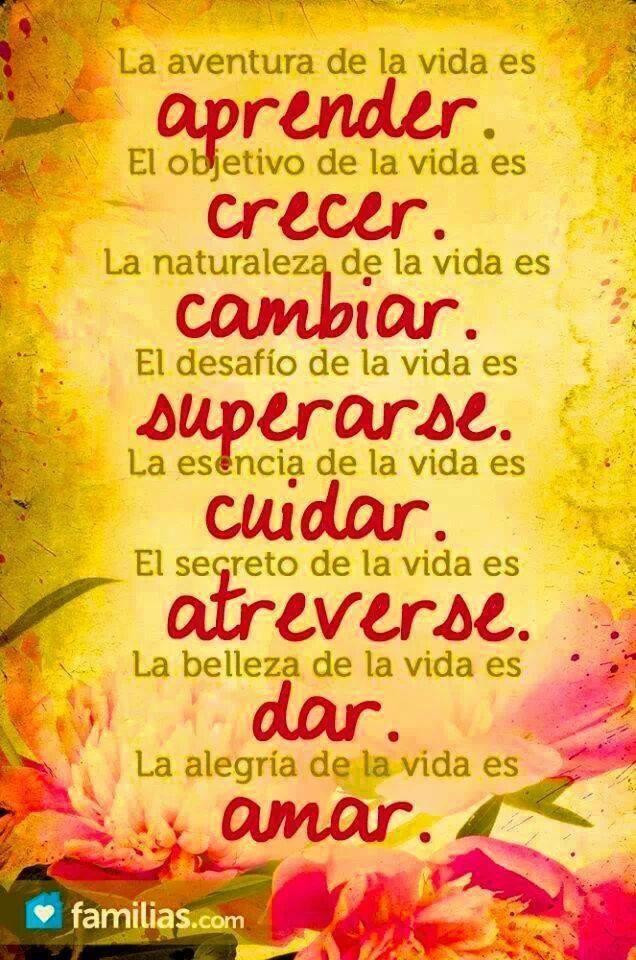 La aventura de la vida es
aprender.
El objetivo de la vida es
crecer.
La naturaleza de la vida es
cambiar.
El desafío de la vida es
superarse.
La esencia de la vida es
cuidar.
El secreto de la vida es
atreverse.
La belleza de la vida es
dar.
La alegría de la vida es
amar.
familias.com